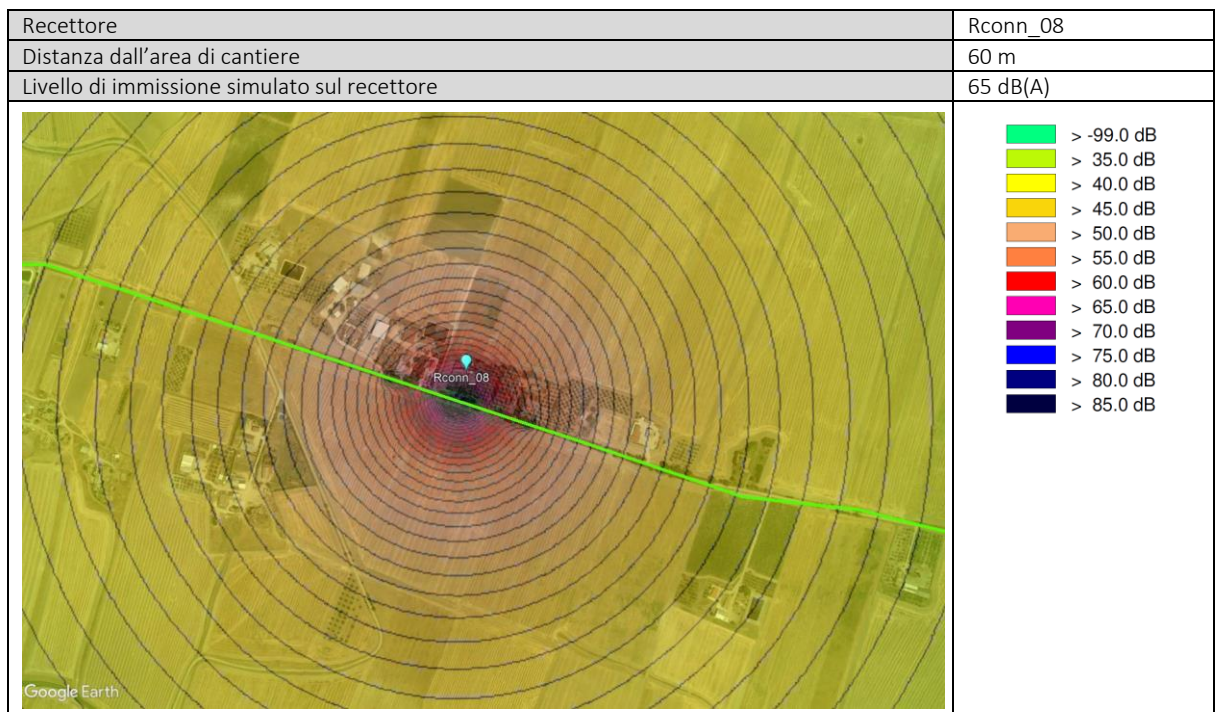 Recettore Rconn_08
Distanza dall'area di cantiere 60 m
Livello di immissione simulato sul recettore 65 dB(A)
> -99.0 dB
> 35.0 dB
> 40.0 dB
> 45.0 dB
> 50.0 dB
> 55.0 dB
> 60.0 dB
> 65.0 dB
> 70.0 dB
> 75.0 dB
> 80.0 dB
> 85.0 dB
Rconn_08
Google Earth